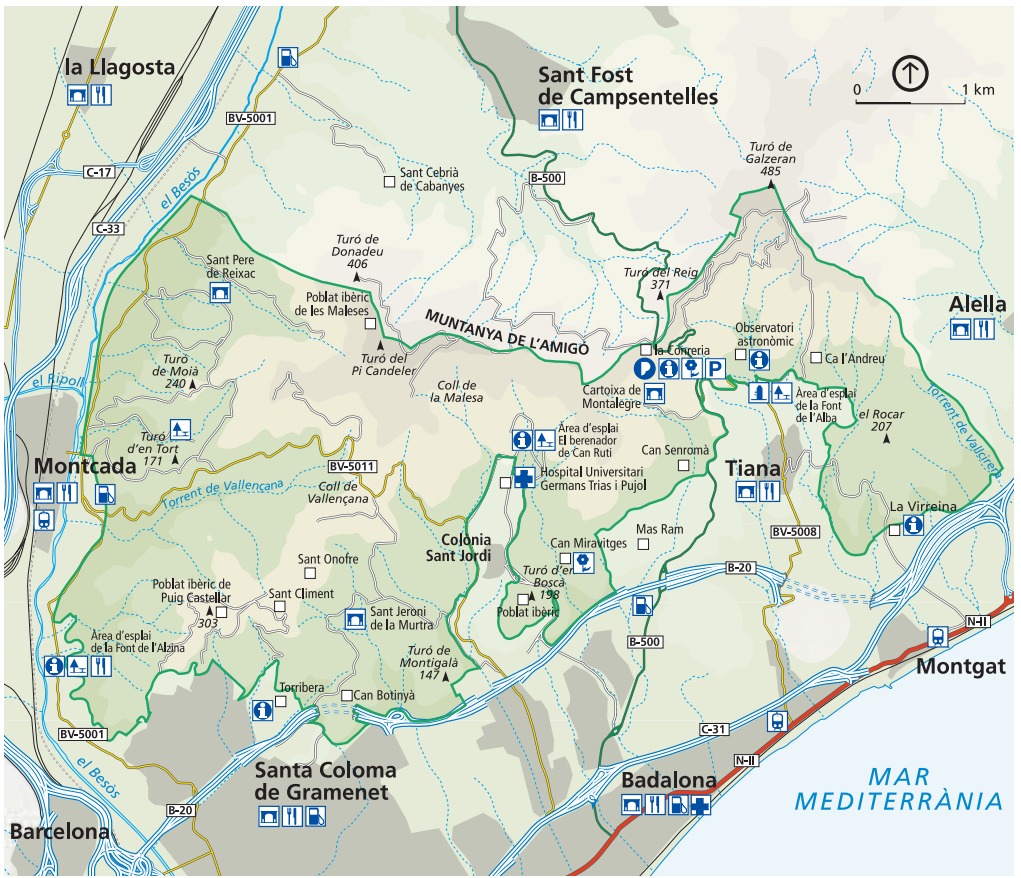 la Llagosta
Sant Fost
de Campsentelles
0
1 km
BV-5001
C-17
Sant Cebrià
de Cabanyes
B-500
Turó de
Galzeran
485
el Besòs
C-33
Turó de
Donadeu
406
Sant Pere
de Reixac
Turó del Reig
371
Poblat ibèric
de les Maleses
MUNTANYA DE L'AMIGÓ
Alella
Observatori
astronòmic
la Conreria
Ca l'Andreu
Turó del
Pi Candeler
Turó
de Moià
240
el Ripoll
Coll de
la Malesa
P
P
Cartoixa de
Montalegre
Àrea d'esplai
de la Font
de l'Alba
el Rocar
207
Torrent de Vallcirera
Turó
d'en Tort
171
Àrea d'esplai
El berenador
de Can Ruti
Can Senromà
Montcada
BV-5011
Hospital Universitari
Germans Trias i Pujol
Tiana
Torrent de Vallençana
Coll de
Vallençana
La Virreina
Colònia
Sant Jordi
Mas Ram
BV-5008
Can Miravitges
Sant Onofre
Turó d'en
Boscà
198
B-20
Poblat ibèric de
Puig Castellar
303
Sant Climent
Poblat ibèric
Sant Jeroni
de la Murtra
N-II
Àrea d'esplai
de la Font de l'Alzina
B-500
Turó de
Montigalà
147
Montgat
Torribera
Can Botinyà
BV-5001
C-31
el Besòs
N-II
Santa Coloma
de Gramenet
Badalona
MAR
MEDITERRÀNIA
B-20
Barcelona